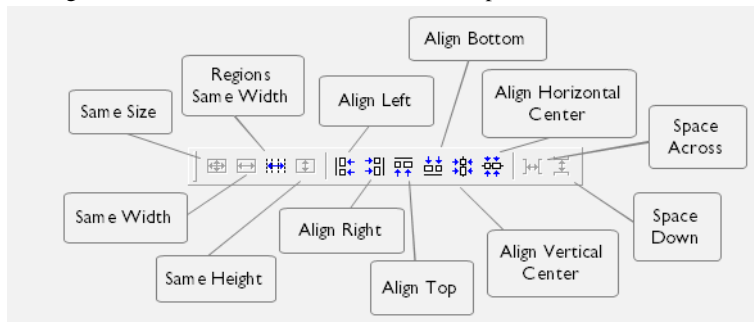 Align Bottom
Regions
Same Width
Align Left
Align Horizontal
Center
Same Size
Space
Across
Same Width
Align Right
Space
Down
Same Height
Align Vertical
Center
Align Top